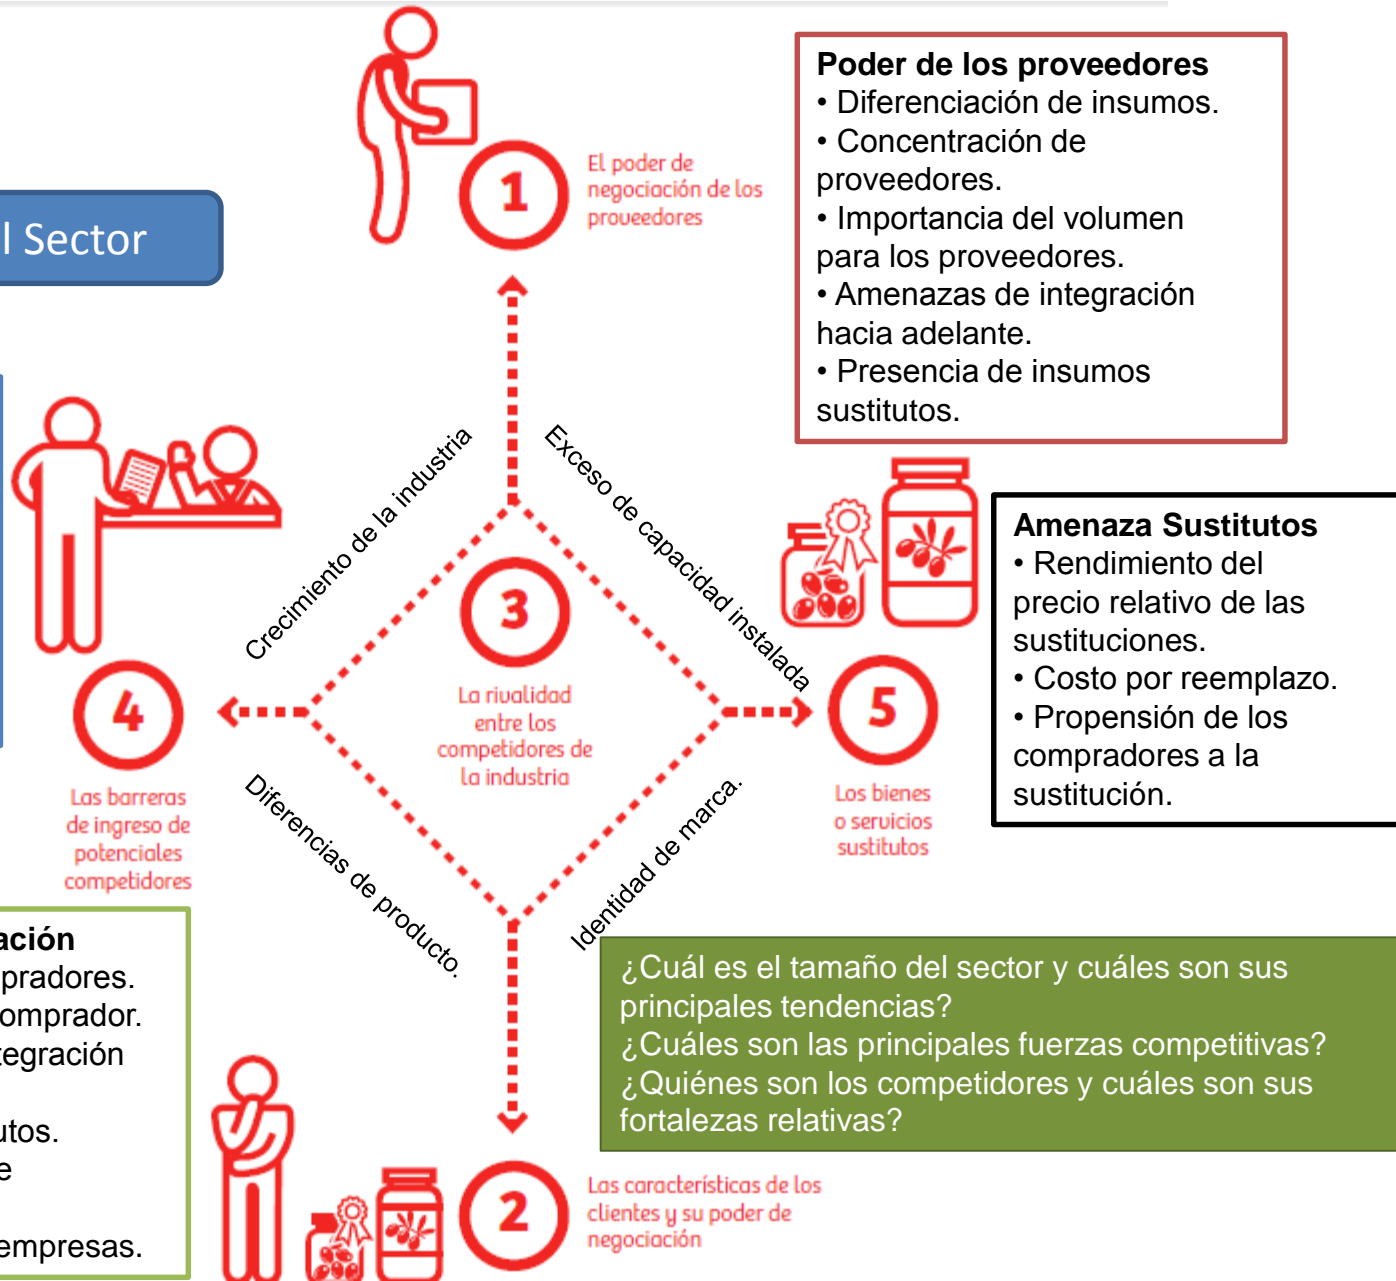 Poder de los proveedores
• Diferenciación de insumos.
• Concentración de
proveedores.
• Importancia del volumen
para los proveedores.
• Amenazas de integración
hacia adelante.
• Presencia de insumos
sustitutos.
1
El poder de
negociación de los
proveedores
l Sector
Crecimiento de la industria
Exceso de capacidad instalada
Amenaza Sustitutos
• Rendimiento del
precio relativo de las
sustituciones.
• Costo por reemplazo.
• Propensión de los
compradores a la
sustitución.
3
La rivalidad
entre los
competidores de
la industria
4
Las barreras
de ingreso de
potenciales
competidores
5
Los bienes
o servicios
sustitutos
Diferencias de producto.
Identidad de marca.
ación
pradores.
omprador.
tegración
utos.
e
empresas.
¿Cuál es el tamaño del sector y cuáles son sus
principales tendencias?
¿Cuáles son las principales fuerzas competitivas?
¿Quiénes son los competidores y cuáles son sus
fortalezas relativas?
2
Las características de los
clientes y su poder de
negociación